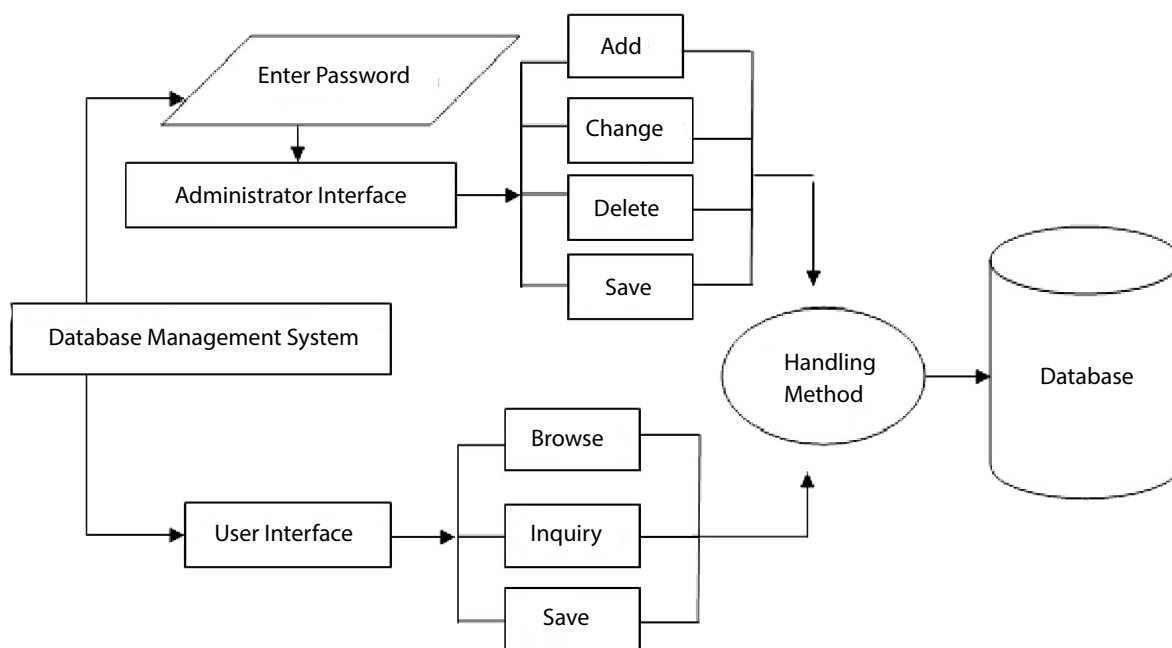 Enter Password
Administrator Interface
Add
Change
Delete
Save
Database Management System
Handling
Method
Database
User Interface
Browse
Inquiry
Save